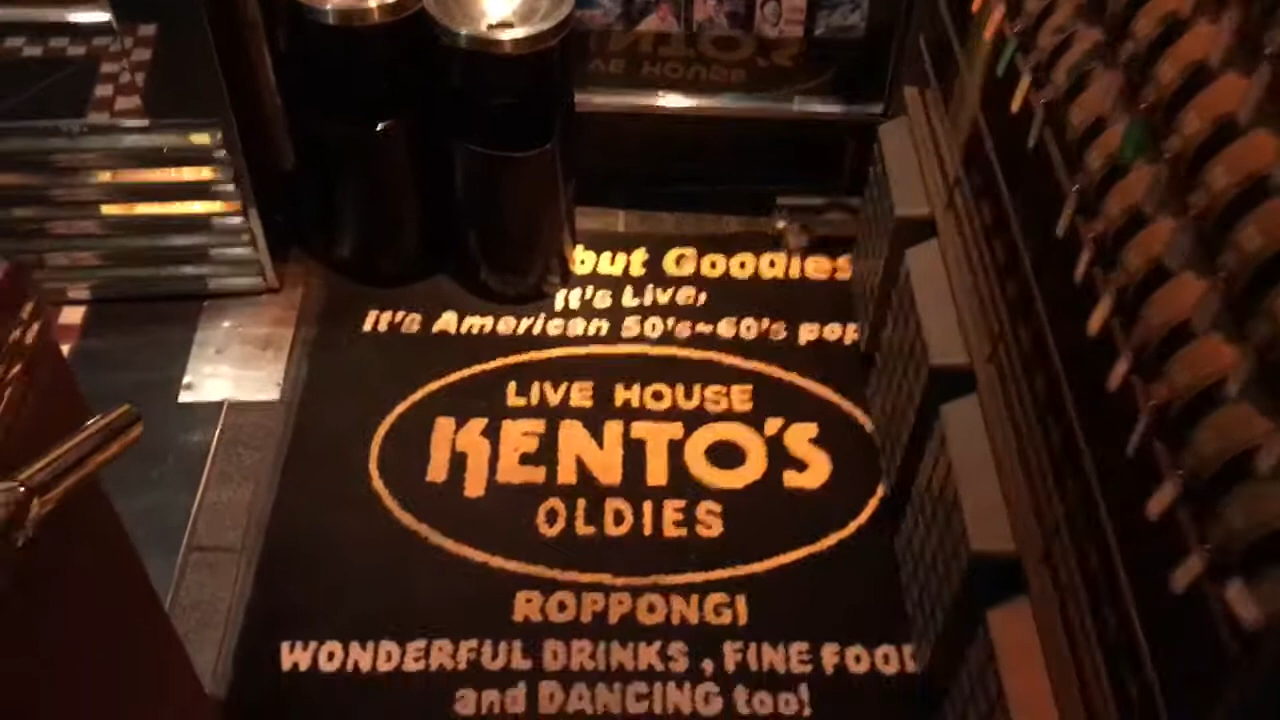 but Goodies
It's Live,
It's American 50's~60's pop
LIVE HOUSE
KENTO'S
OLDIES
ROPPONGI
WONDERFUL DRINKS , FINE FOOD
and DANCING too!